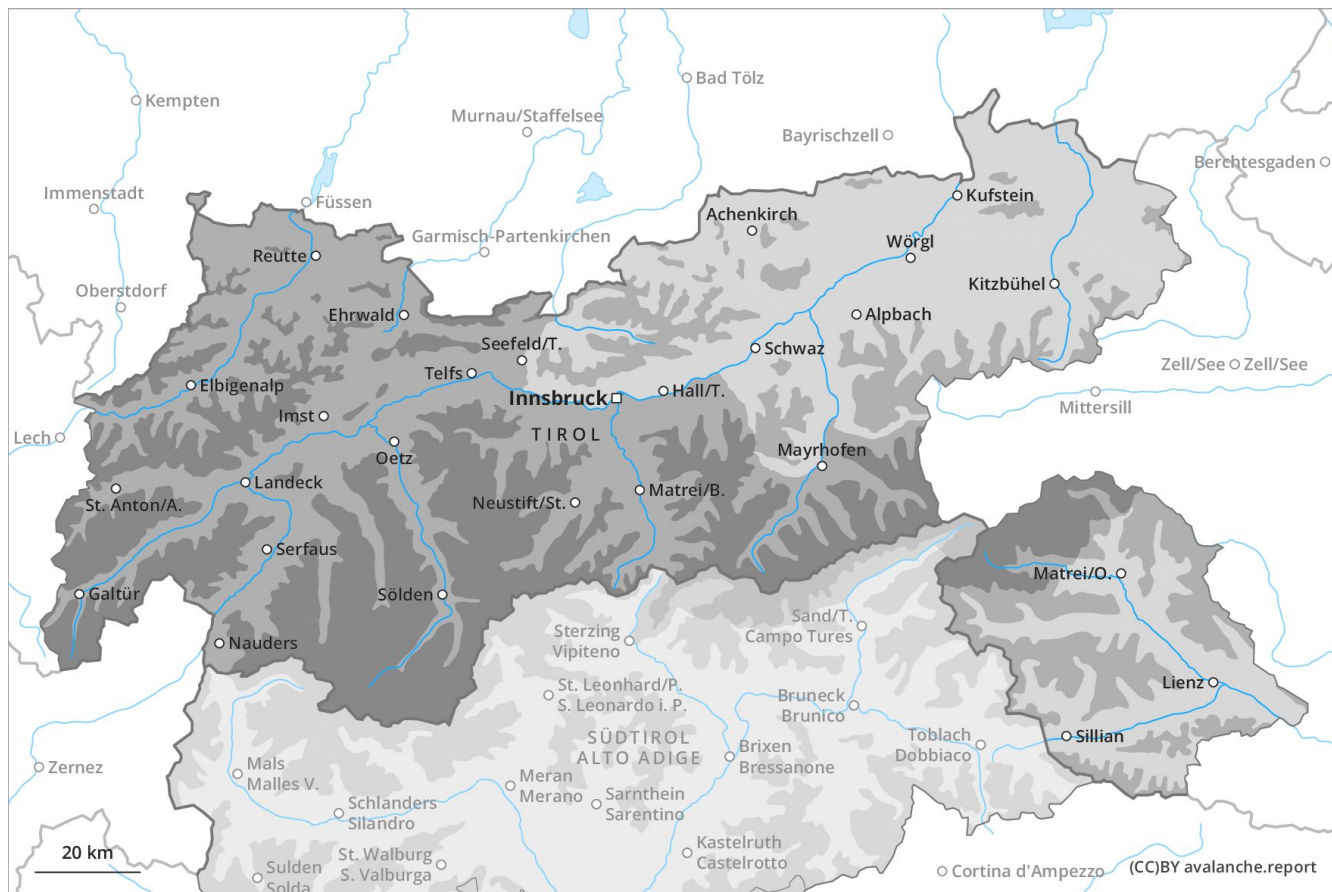 Bad Tölz
Kempten
Murnau/Staffelsee
Bayrischzell
Berchtesgaden
Immenstadt
Füssen
Kufstein
Achenkirch
Garmisch-Partenkirchen
Wörgl
Reutte
Kitzbühel
Oberstdorf
Ehrwald
Alpbach
Seefeld/T.
Schwaz
Zell/See
Zell/See
Telfs
Elbigenalp
Innsbruck
Hall/T.
Mittersill
Imst
Lech
TIROL
Oetz
Mayrhofen
Landeck
Matrei/B.
St. Anton/A.
Neustift/St.
Serfaus
Matrei/O.
Galtür
Sölden
Sand/T.
Campo Tures
Sterzing
Vipiteno
Nauders
Lienz
St. Leonhard/P.
S. Leonardo i. P.
Bruneck
Brunico
SÜDTIROL
ALTO ADIGE
Toblach
Dobbiaco
Sillian
Brixen
Bressanone
Zernez
Mals
Malles V.
Meran
Merano
Sarnthein
Sarentino
Schlanders
Silandro
20 km
Kastelruth
Castelrotto
St. Walburg
S. Valburga
Sulden
Solda
Cortina d'Ampezzo
(CC)BY avalanche.report